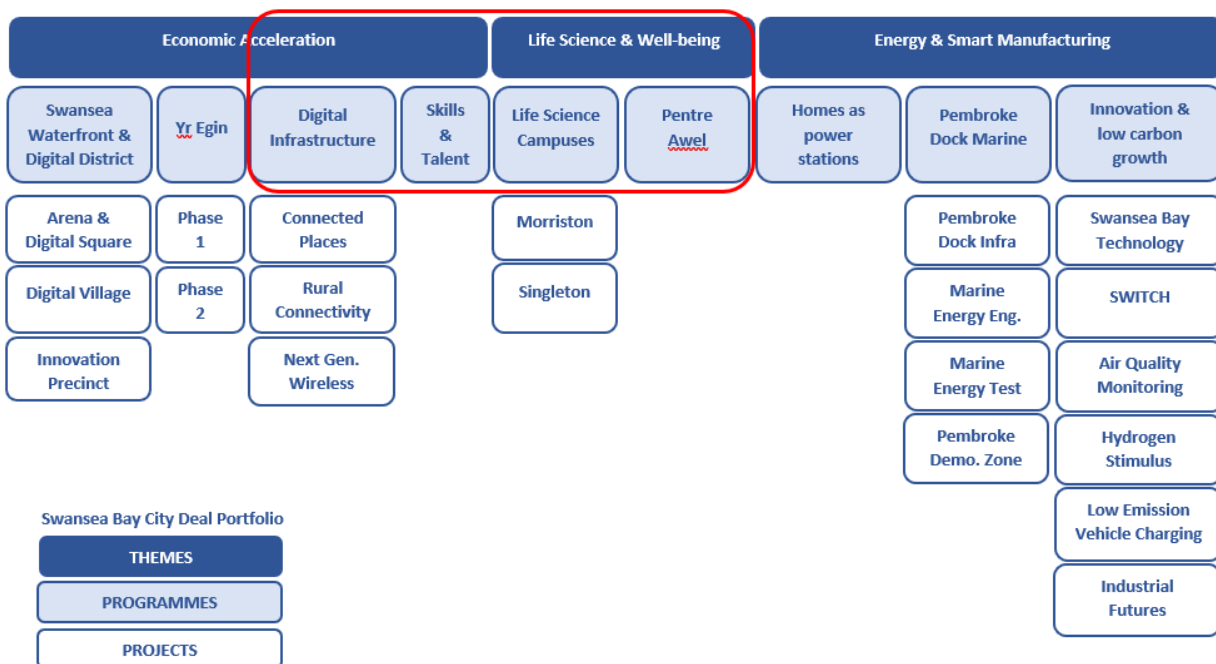 Economic Acceleration
Life Science & Well-being
Energy & Smart Manufacturing
Swansea
Waterfront &
Digital District
Yr Egin
Digital
Infrastructure
Skills
&
Talent
Life Science
Campuses
Pentre
Awel
Homes as
power
stations
Pembroke
Dock Marine
Innovation &
low carbon
growth
Arena &
Digital Square
Phase
1
Connected
Places
Morriston
Pembroke
Dock Infra
Swansea Bay
Technology
Digital Village
Phase
2
Rural
Connectivity
Singleton
Marine
Energy Eng.
SWITCH
Innovation
Precinct
Next Gen.
Wireless
Marine
Energy Test
Air Quality
Monitoring
Pembroke
Demo. Zone
Hydrogen
Stimulus
Low Emission
Vehicle Charging
Industrial
Futures
Swansea Bay City Deal Portfolio
THEMES
PROGRAMMES
PROJECTS